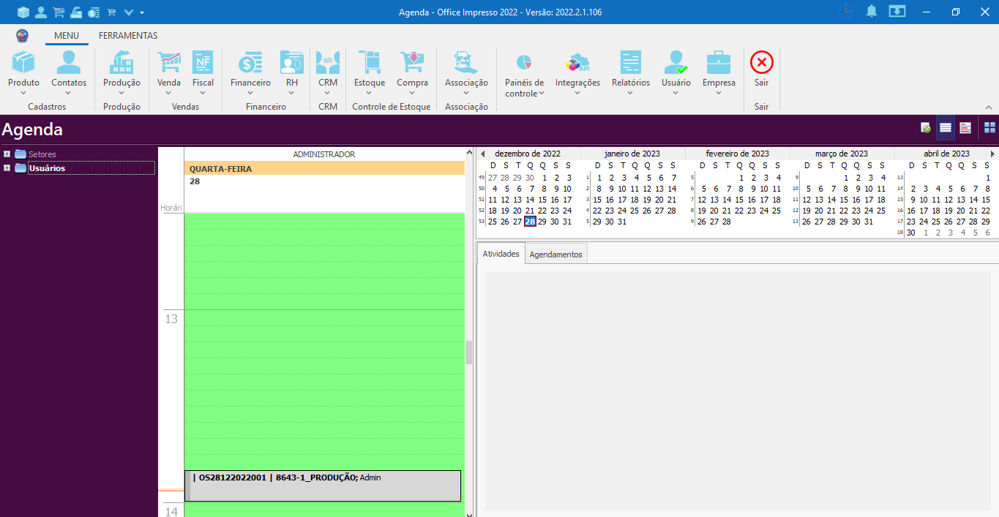 Agenda - Office Impresso 2022 - Versão: 2022.2.1.106
MENU FERRAMENTAS
NF API
Produto Contatos Produção Venda Fiscal Financeiro RH CRM Estoque Compra Associação Painéis de controle Integrações Relatórios Usuário Empresa Sair
Cadastros Produção Vendas Financeiro CRM Controle de Estoque Associação Sair
Agenda
Setores
Usuários
ADMINISTRADOR
QUARTA-FEIRA
28
Horári
13
| OS28122022001 | 8643-1_PRODUÇÃO; Admin
14
dezembro de 2022
D S T Q Q S S
49 27 28 29 30 1 2 3
50 4 5 6 7 8 9 10
51 11 12 13 14 15 16 17
52 18 19 20 21 22 23 24
53 25 26 27 28 29 30 31
janeiro de 2023
D S T Q Q S S
1 1 2 3 4 5 6 7
2 8 9 10 11 12 13 14
3 15 16 17 18 19 20 21
4 22 23 24 25 26 27 28
5 29 30 31
fevereiro de 2023
D S T Q Q S S
5 1 2 3 4
6 5 6 7 8 9 10 11
7 12 13 14 15 16 17 18
8 19 20 21 22 23 24 25
9 26 27 28
março de 2023
D S T Q Q S S
9 1 2 3 4
10 5 6 7 8 9 10 11
11 12 13 14 15 16 17 18
12 19 20 21 22 23 24 25
13 26 27 28 29 30 31
abril de 2023
D S T Q Q S S
13 1
14 2 3 4 5 6 7 8
15 9 10 11 12 13 14 15
16 16 17 18 19 20 21 22
17 23 24 25 26 27 28 29
18 30 1 2 3 4 5 6
Atividades Agendamentos